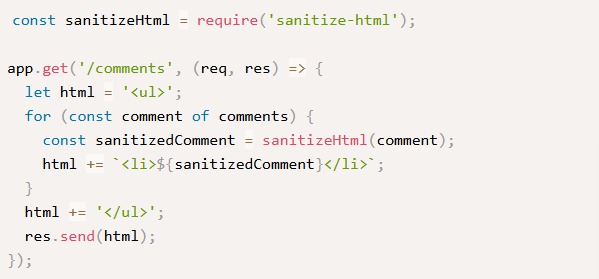 const sanitizeHtml = require('sanitize-html');

app.get('/comments', (req, res) => {
  let html = '<ul>';
  for (const comment of comments) {
    const sanitizedComment = sanitizeHtml(comment);
    html += `<li>${sanitizedComment}</li>`;
  }
  html += '</ul>';
  res.send(html);
});